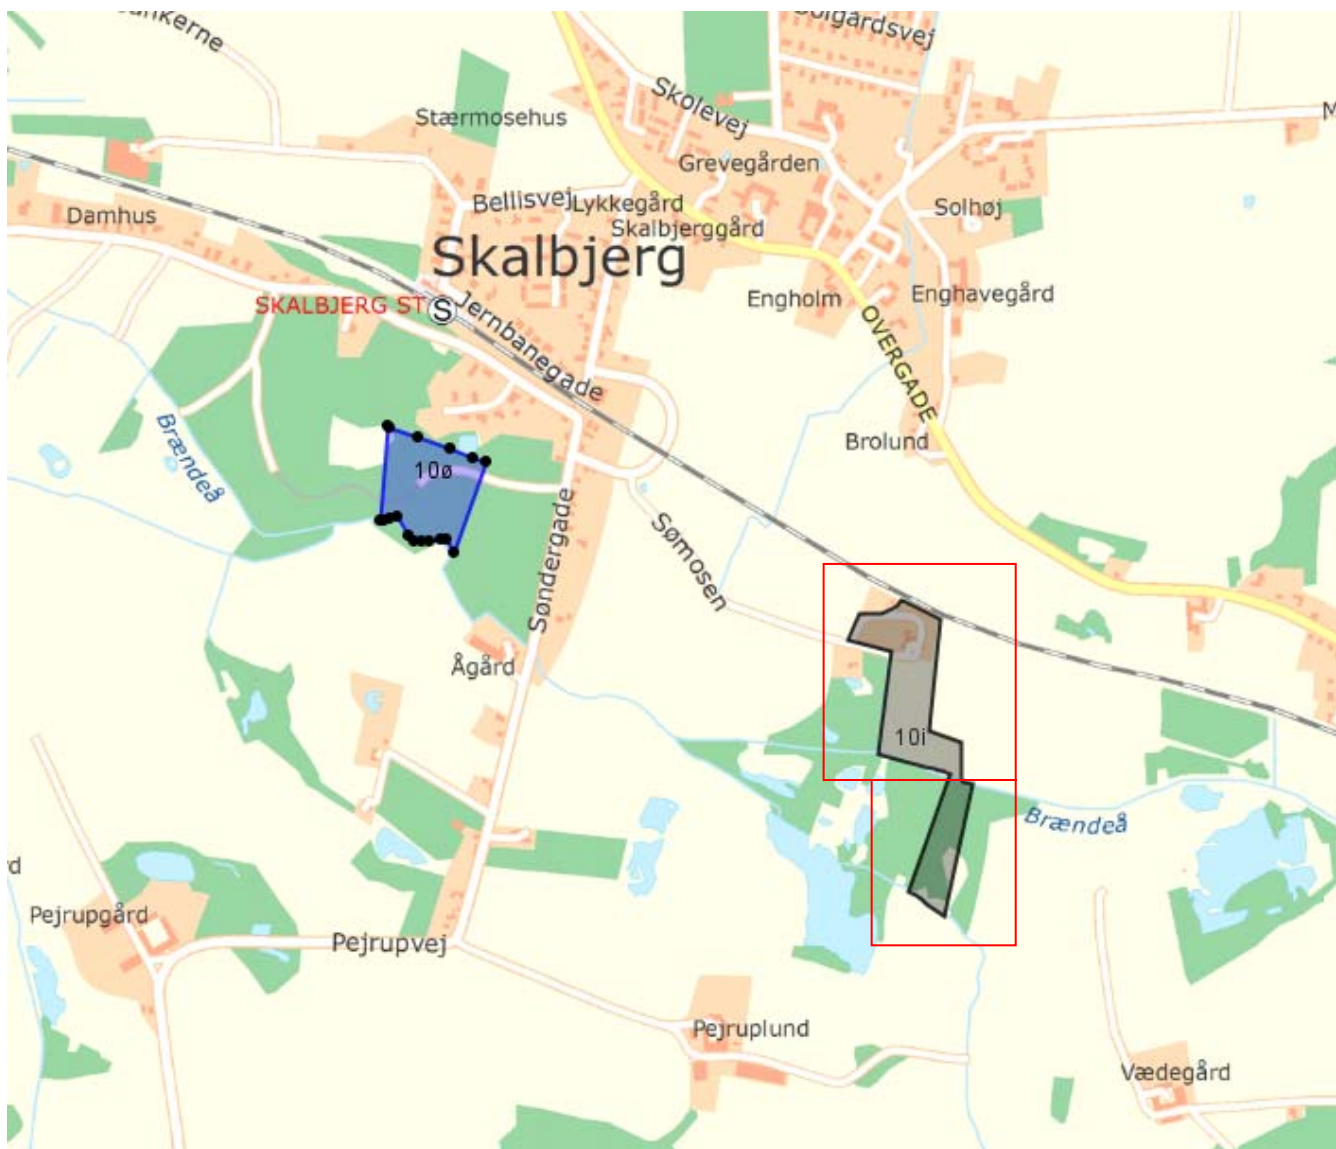 Stærmosehus
Skolevej
Grevegården
Damhus
Bellisvej
Lykkegård
Solhøj
Skalbjerggård
Skalbjerg
SKALBJERG ST
S
Jernbanegade
Engholm
Enghavegård
OVERGADE
Brændeå
Brolund
10ø
Sømosen
Søndergade
Ågård
10i
Brændeå
Pejrupgård
Pejrupvej
Pejruplund
Vædegård